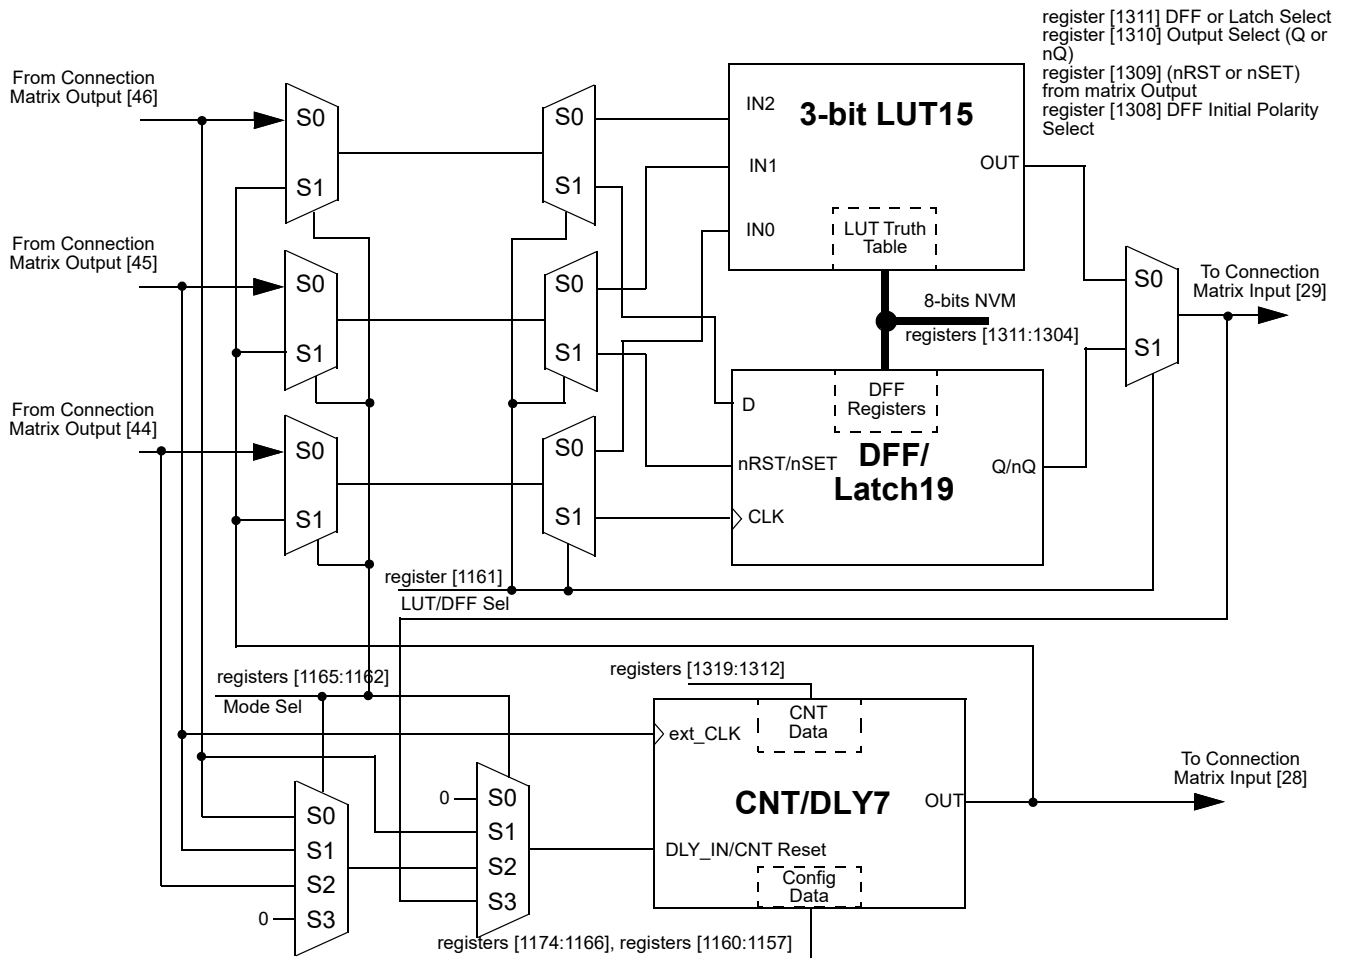 register [1311] DFF or Latch Select
register [1310] Output Select (Q or
nQ)
register [1309] (nRST or nSET)
from matrix Output
register [1308] DFF Initial Polarity
Select
From Connection
Matrix Output [46]
S0
S1
S0
S1
IN2
3-bit LUT15
IN1
OUT
IN0
LUT Truth
Table
From Connection
Matrix Output [45]
S0
S1
S0
S1
8-bits NVM
registers [1311:1304]
S0
S1
To Connection
Matrix Input [29]
From Connection
Matrix Output [44]
S0
S1
S0
S1
D
DFF
Registers
nRST/nSET
DFF/
Latch19
Q/nQ
CLK
register [1161]
LUT/DFF Sel
registers [1165:1162]
Mode Sel
registers [1319:1312]
ext_CLK
CNT
Data
CNT/DLY7
OUT
To Connection
Matrix Input [28]
DLY_IN/CNT Reset
Config
Data
S0
S1
S2
0
S3
0
S0
S1
S2
S3
registers [1174:1166], registers [1160:1157]